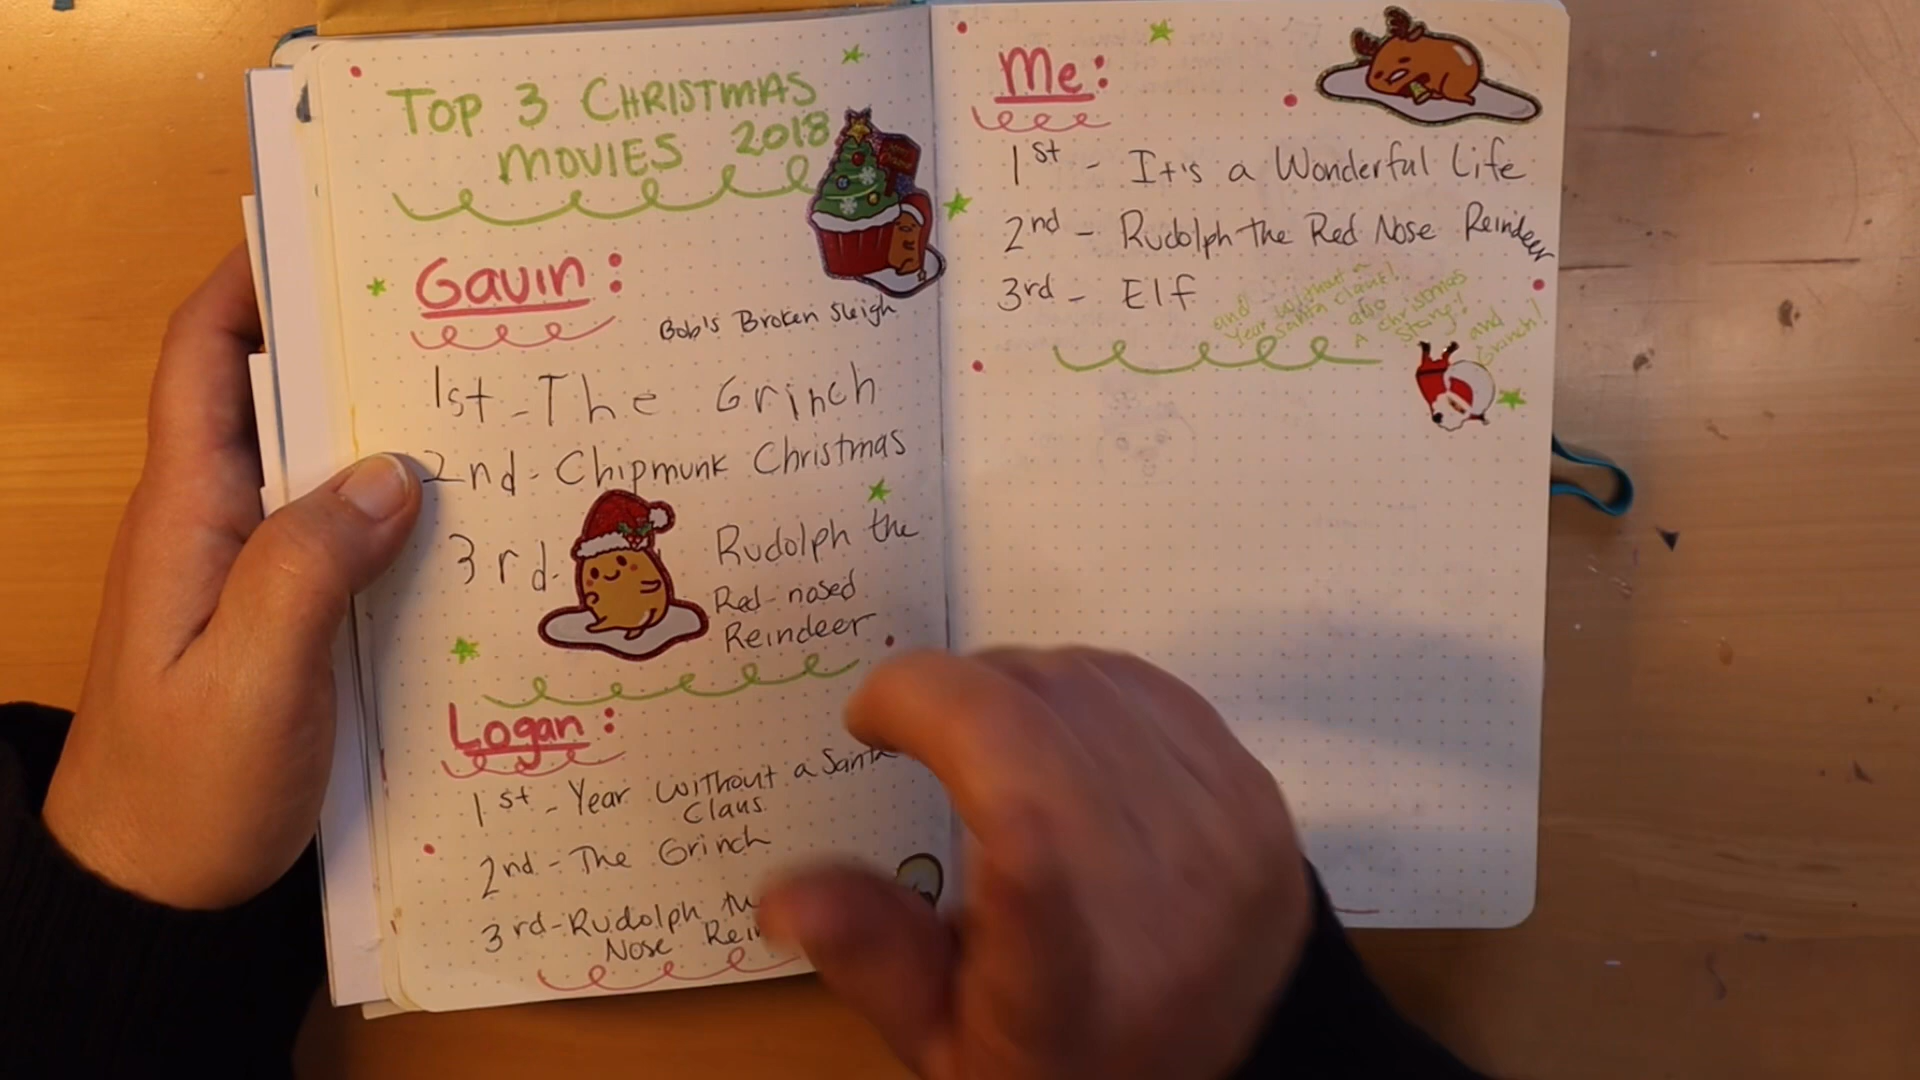 TOP 3 CHRISTMAS
MOVIES 2018
Gavin:
Bob's Broken Sleigh
1st - The Grinch
2nd - Chipmunk Christmas
3rd - Rudolph the
Red-nosed
Reindeer
Logan:
1st - Year Without a Santa
Claus
2nd - The Grinch
3rd - Rudolph the
Nose
Me:
1st - It's a Wonderful Life
2nd - Rudolph the Red Nose Reindeer
3rd - Elf
and
Year without a
Santa Claus!
also
A Christmas
Story!
and
Grinch!